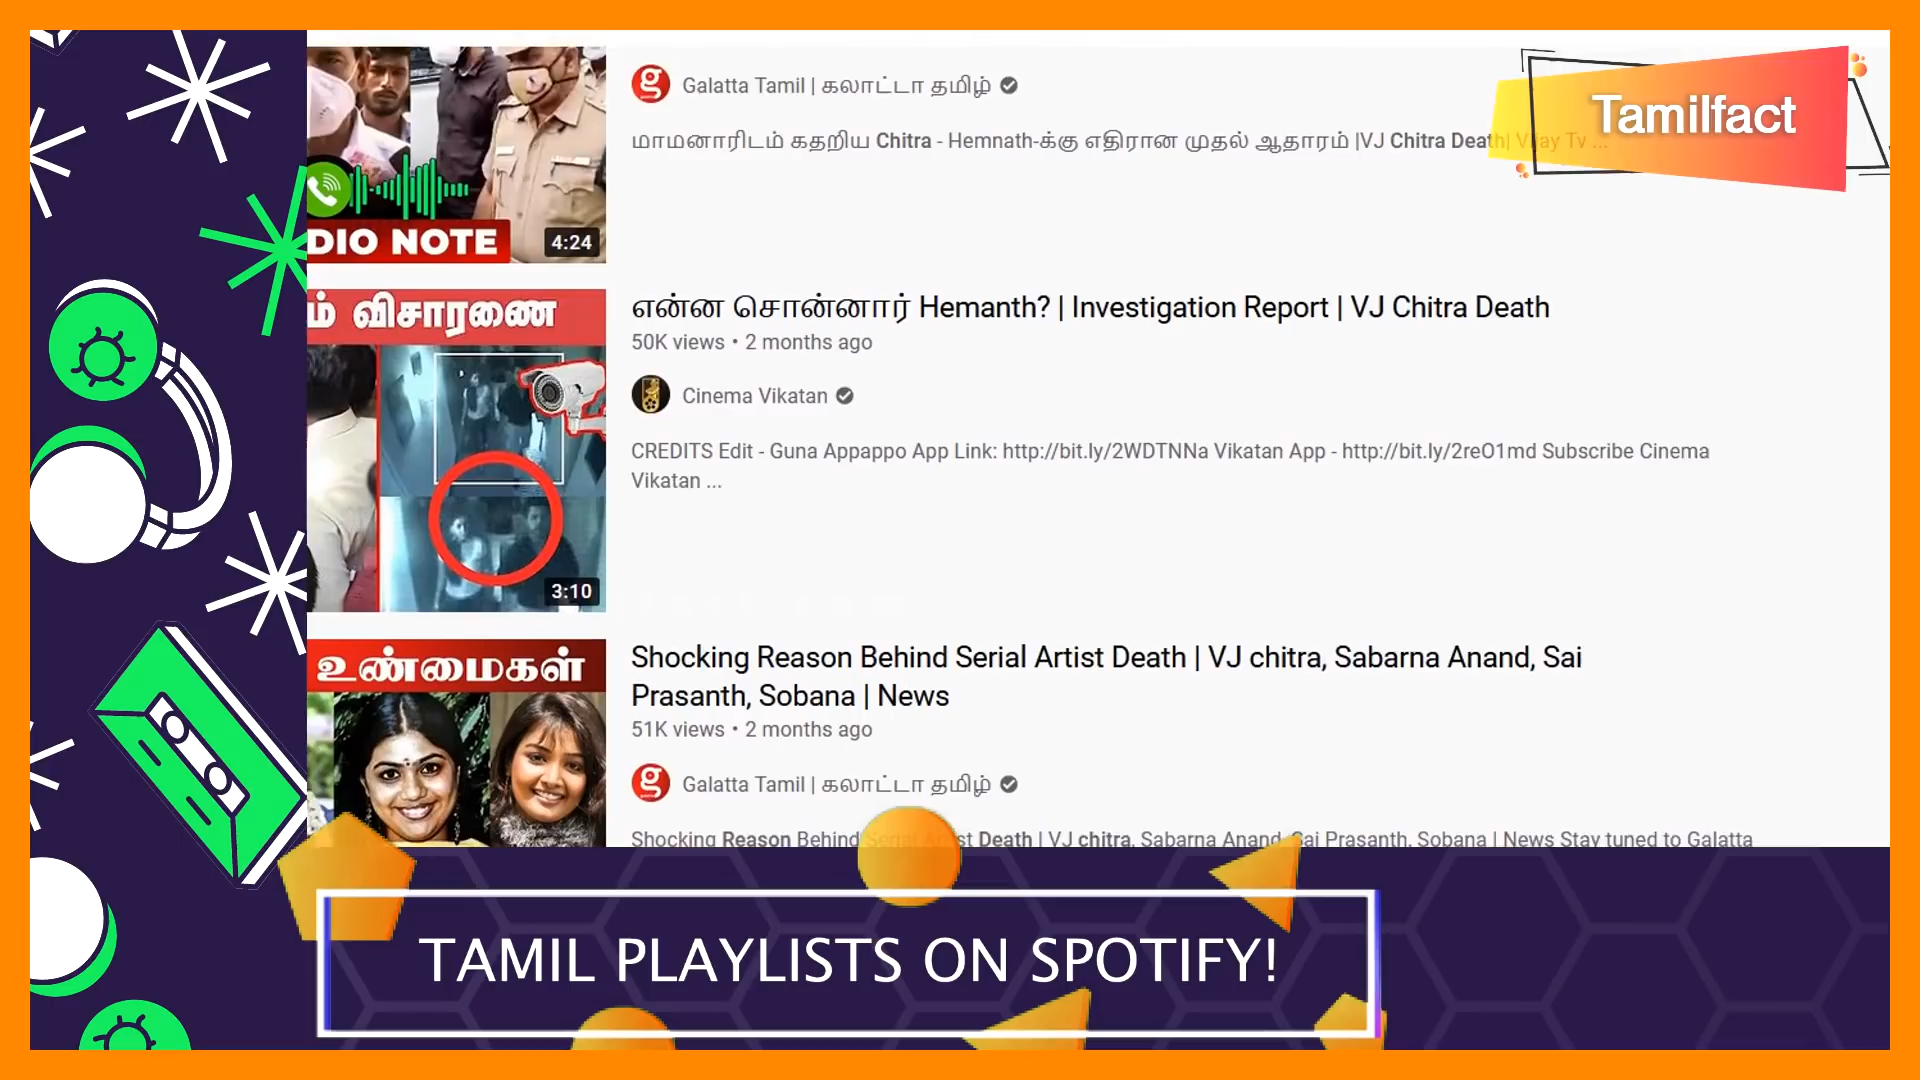 Galatta Tamil | கலாட்டா தமிழ்
Tamilfact
மாமனாரிடம் கதறிய Chitra - Hemnath-க்கு எதிரான முதல் ஆதாரம் |VJ Chitra Death| Vijay Tv ...
DIO NOTE
4:24
ம் விசாரணை
என்ன சொன்னார் Hemanth? | Investigation Report | VJ Chitra Death
50K views • 2 months ago
Cinema Vikatan
CREDITS Edit - Guna Appappo App Link: http://bit.ly/2WDTNNa Vikatan App - http://bit.ly/2reO1md Subscribe Cinema
Vikatan ...
3:10
உண்மைகள்
Shocking Reason Behind Serial Artist Death | VJ chitra, Sabarna Anand, Sai
Prasanth, Sobana | News
51K views • 2 months ago
Galatta Tamil | கலாட்டா தமிழ்
Shocking Reason Behind Serial Artist Death | VJ chitra, Sabarna Anand, Sai Prasanth, Sobana | News Stay tuned to Galatta
TAMIL PLAYLISTS ON SPOTIFY!